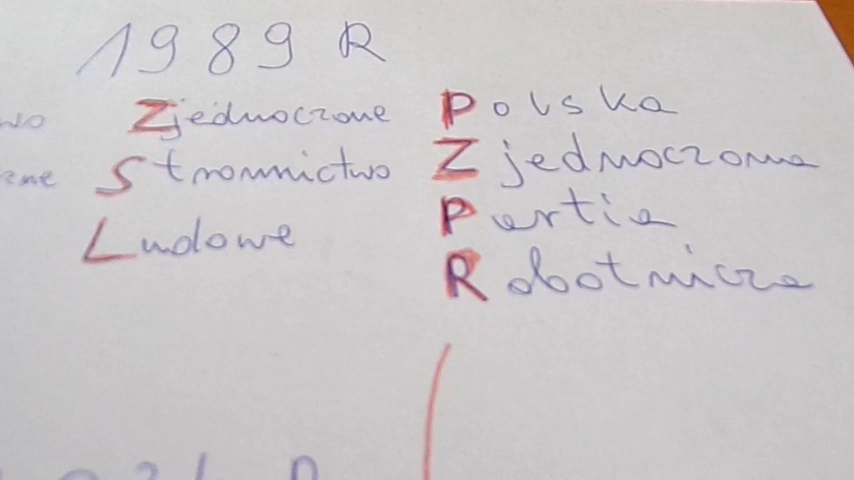 1989 R
Zjednoczone
Stronnictwo
Ludowe
Polska
Zjednoczona
Partia
Robotnicza